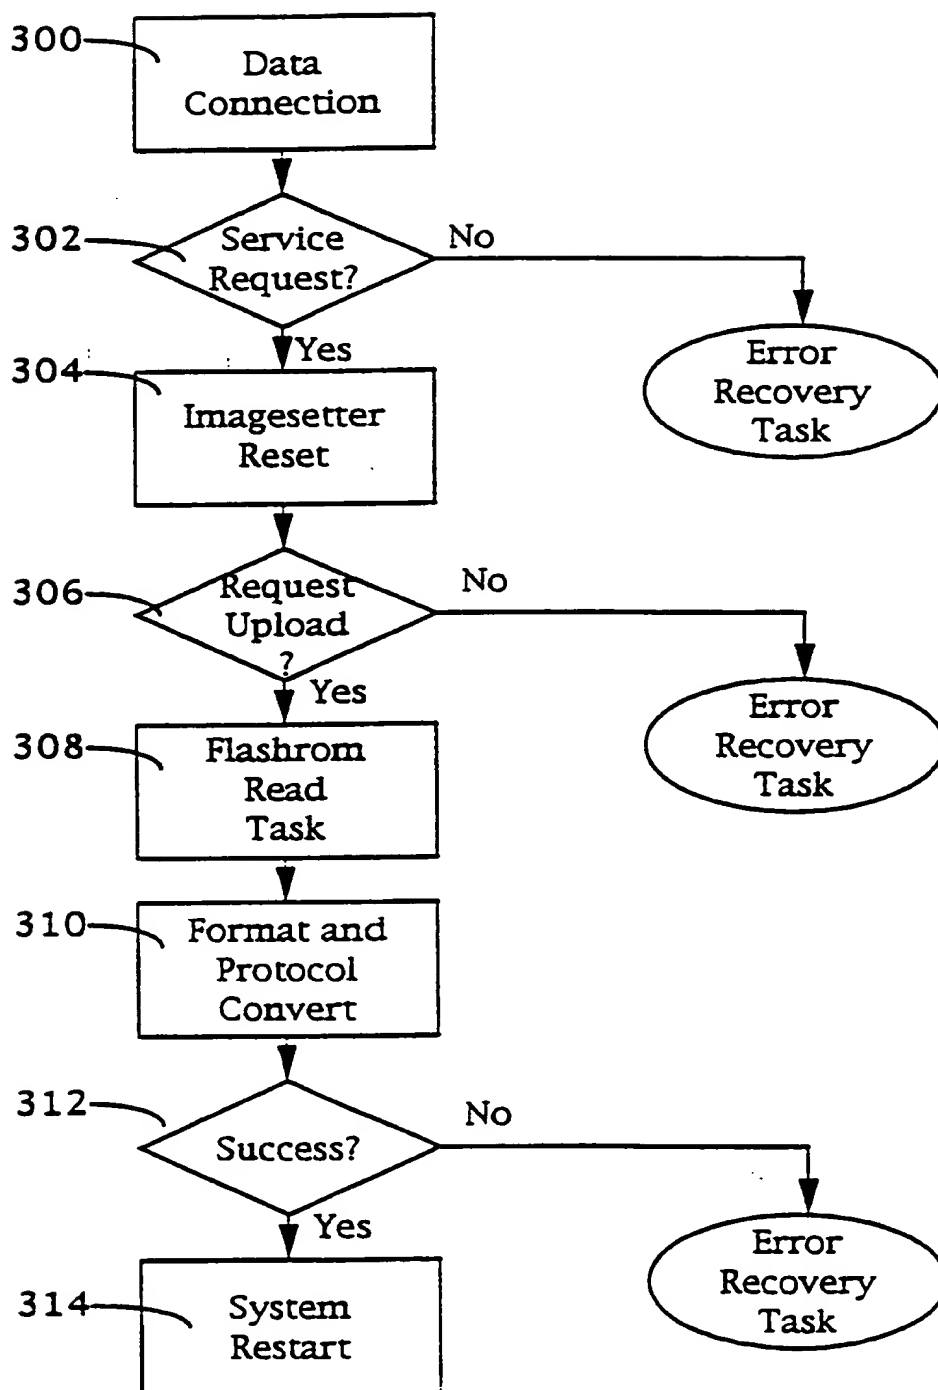 300
Data
Connection
302
Service
Request?
No
Yes
Error
Recovery
Task
304
Imagesetter
Reset
306
Request
Upload
?
No
Yes
Error
Recovery
Task
308
Flashrom
Read
Task
310
Format and
Protocol
Convert
312
Success?
No
Yes
Error
Recovery
Task
314
System
Restart